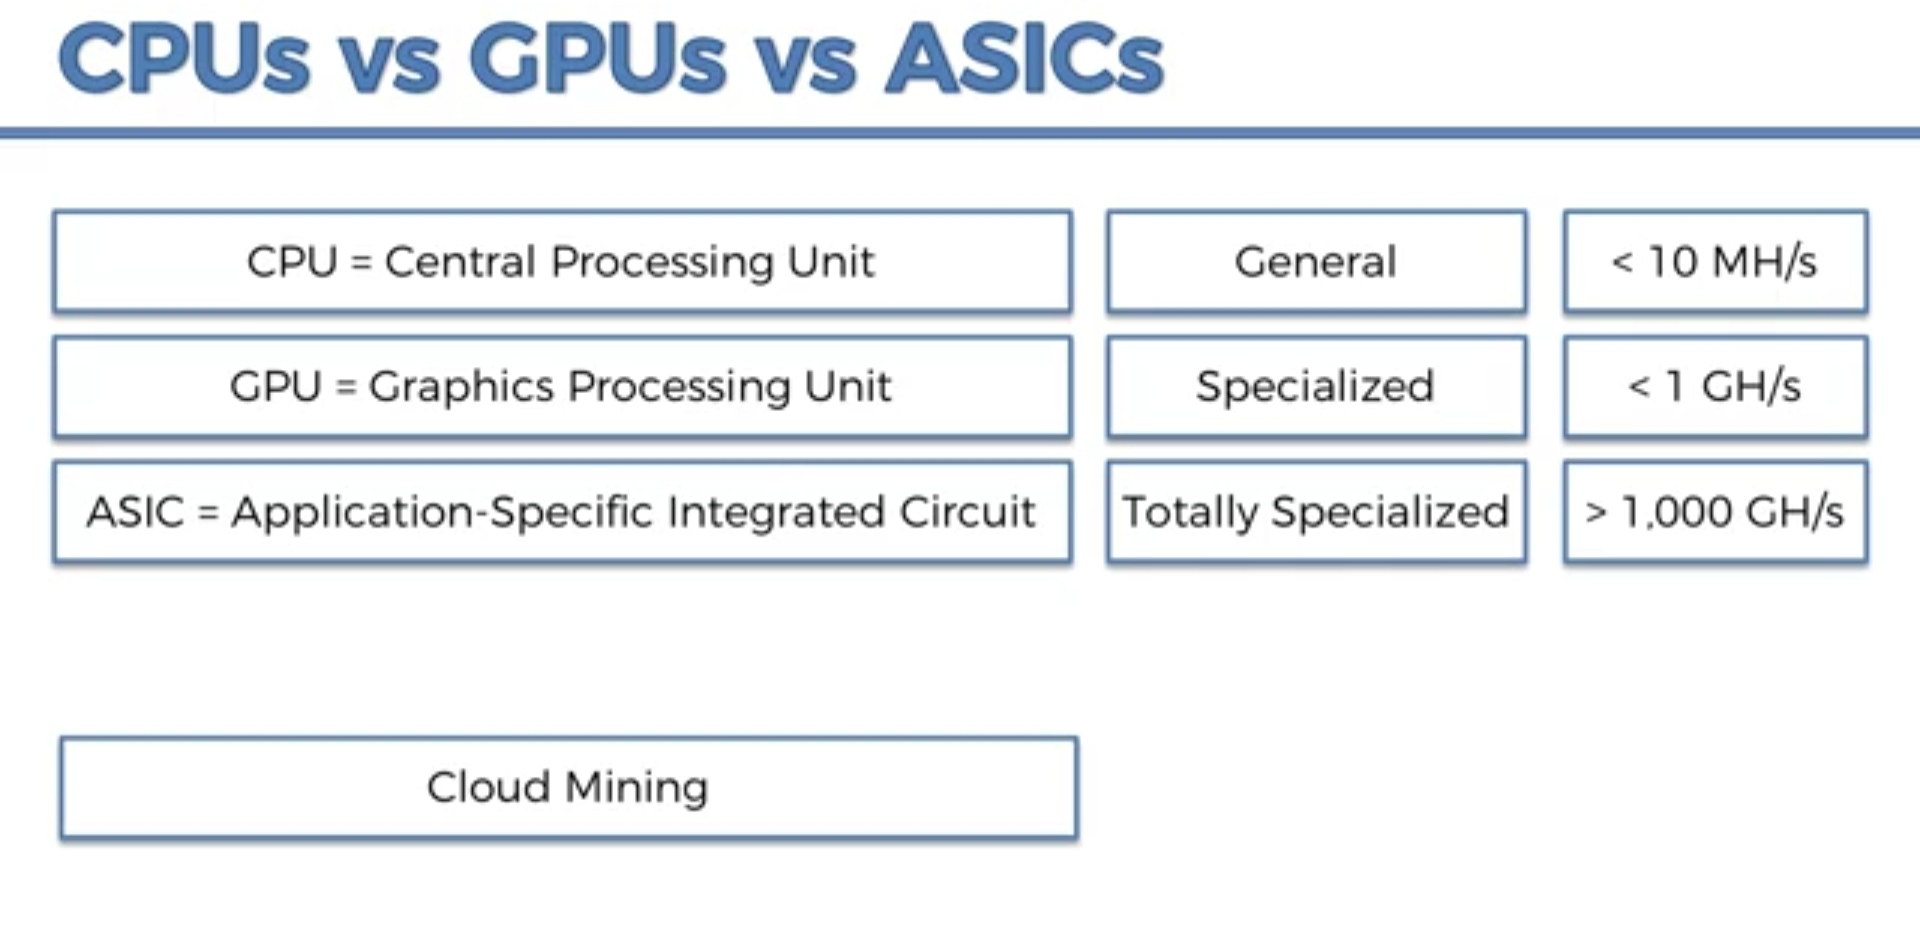 CPUs vs GPUs vs ASICs
CPU = Central Processing Unit
General
< 10 MH/s
GPU = Graphics Processing Unit
Specialized
< 1 GH/s
ASIC = Application-Specific Integrated Circuit
Totally Specialized
> 1,000 GH/s
Cloud Mining